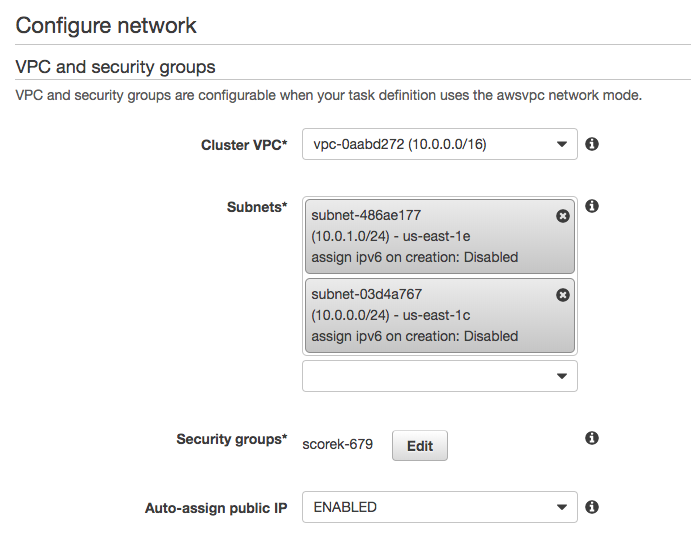 Configure network
VPC and security groups
VPC and security groups are configurable when your task definition uses the awsvpc network mode.
Cluster VPC*
vpc-0aabd272 (10.0.0.0/16)
Subnets*
subnet-486ae177
(10.0.1.0/24) - us-east-1e
assign ipv6 on creation: Disabled
subnet-03d4a767
(10.0.0.0/24) - us-east-1c
assign ipv6 on creation: Disabled
Security groups*
scorek-679
Edit
Auto-assign public IP
ENABLED